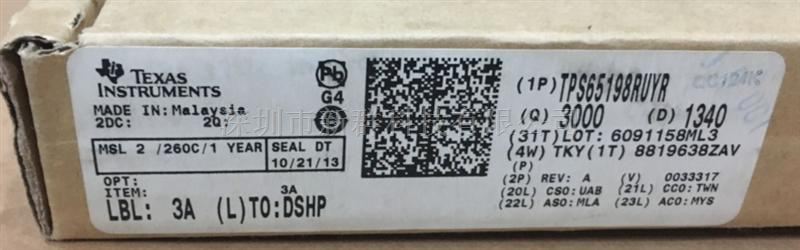 TEXAS
INSTRUMENTS
MADE IN: Malaysia
2DC: 2Q:
MSL 2 /260C/1 YEAR
SEAL DT
10/21/13
OPT:
ITEM: 3A
LBL: 3A (L)TO:DSHP
Pb
G4
(1P) TPS65198RUYR
(Q) 3000 (D) 1340
(31T) LOT: 6091158ML3
(4W) TKY(1T) 8819638ZAV
(P)
(2P) REV: A (V) 0033317
(20L) CSO:UAB (21L) CCO:TWN
(22L) ASO:MLA (23L) ACO:MYS